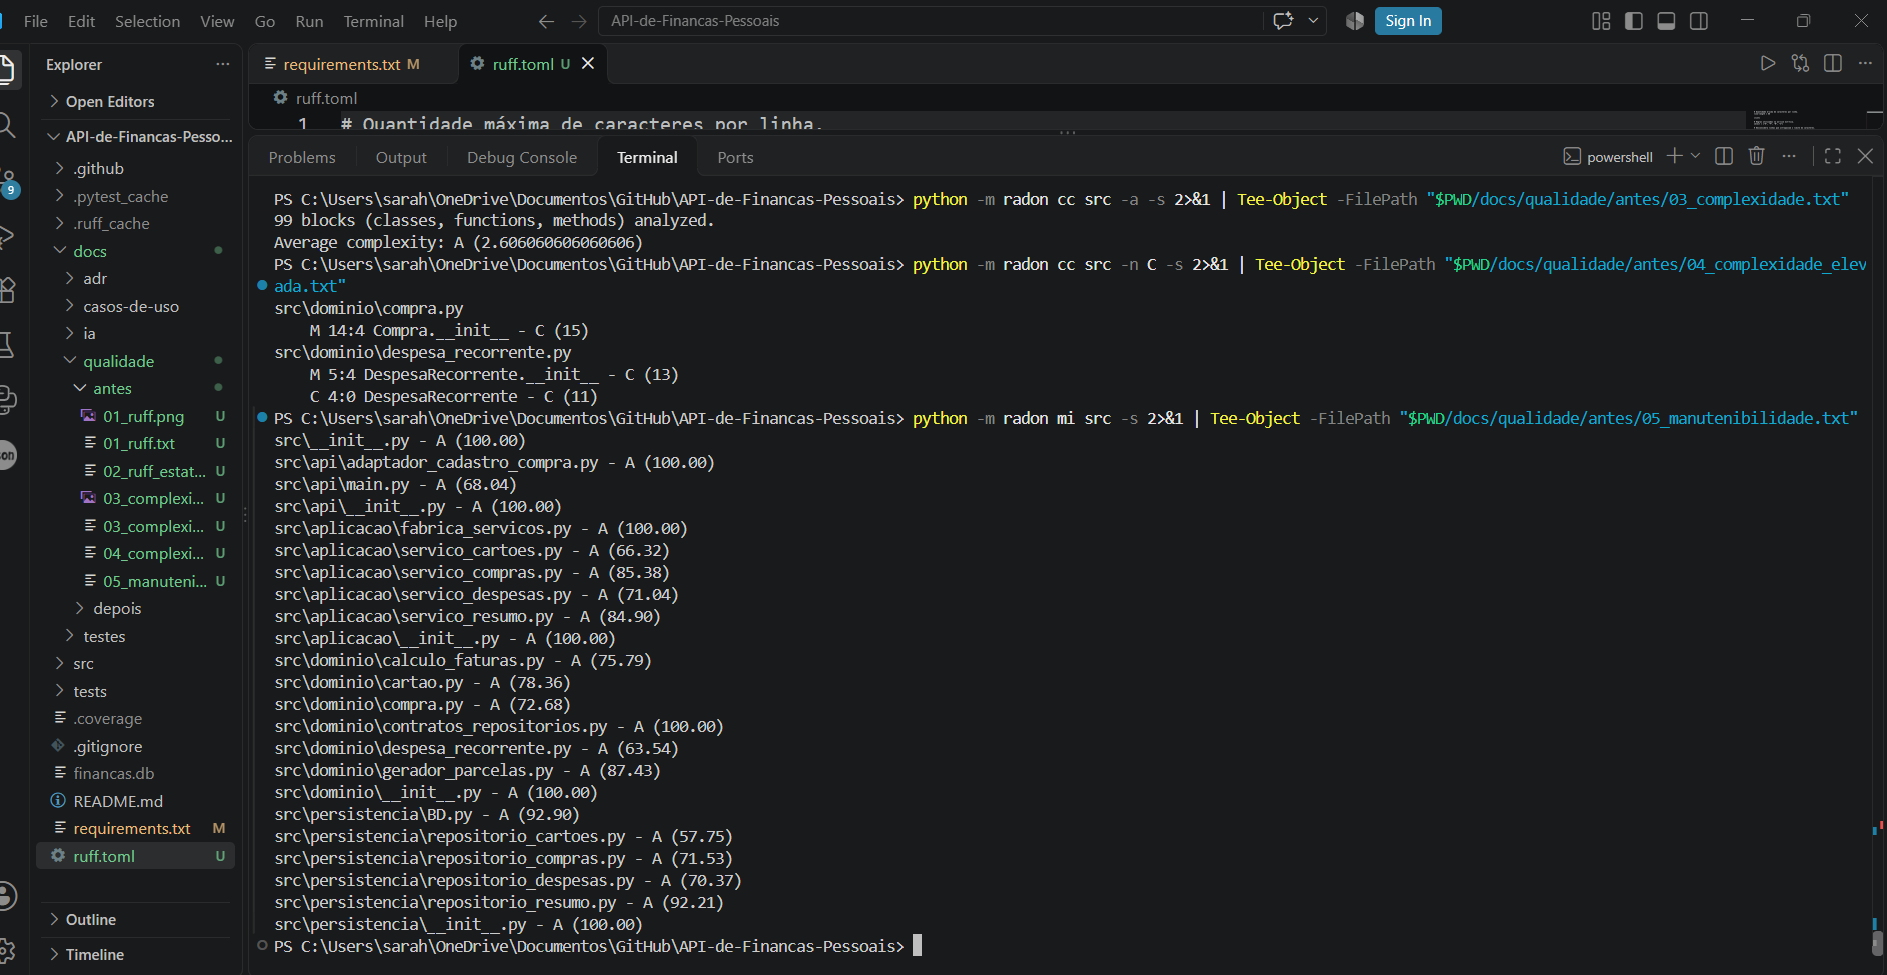 File Edit Selection View Go Run Terminal Help
API-de-Financas-Pessoais
Sign In
Explorer
Open Editors
API-de-Financas-Pesso...
.github
.pytest_cache
.ruff_cache
docs
adr
casos-de-uso
ia
qualidade
antes
01_ruff.png U
01_ruff.txt U
02_ruff_estat... U
03_complexi... U
03_complexi... U
04_complexi... U
05_manuteni... U
depois
testes
src
tests
.coverage
.gitignore
financas.db
README.md
requirements.txt M
ruff.toml U
Outline
Timeline
9
requirements.txt M
ruff.toml U
ruff.toml
1 # Quantidade máxima de caracteres por linha.
Problems Output Debug Console Terminal Ports
powershell
PS C:\Users\sarah\OneDrive\Documentos\GitHub\API-de-Financas-Pessoais> python -m radon cc src -a -s 2>&1 | Tee-Object -FilePath "$PWD/docs/qualidade/antes/03_complexidade.txt"
99 blocks (classes, functions, methods) analyzed.
Average complexity: A (2.606060606060606)
PS C:\Users\sarah\OneDrive\Documentos\GitHub\API-de-Financas-Pessoais> python -m radon cc src -n C -s 2>&1 | Tee-Object -FilePath "$PWD/docs/qualidade/antes/04_complexidade_elev
ada.txt"
src\dominio\compra.py
M 14:4 Compra.__init__ - C (15)
src\dominio\despesa_recorrente.py
M 5:4 DespesaRecorrente.__init__ - C (13)
C 4:0 DespesaRecorrente - C (11)
PS C:\Users\sarah\OneDrive\Documentos\GitHub\API-de-Financas-Pessoais> python -m radon mi src -s 2>&1 | Tee-Object -FilePath "$PWD/docs/qualidade/antes/05_manutenibilidade.txt"
src\__init__.py - A (100.00)
src\api\adaptador_cadastro_compra.py - A (100.00)
src\api\main.py - A (68.04)
src\api\__init__.py - A (100.00)
src\aplicacao\fabrica_servicos.py - A (100.00)
src\aplicacao\servico_cartoes.py - A (66.32)
src\aplicacao\servico_compras.py - A (85.38)
src\aplicacao\servico_despesas.py - A (71.04)
src\aplicacao\servico_resumo.py - A (84.90)
src\aplicacao\__init__.py - A (100.00)
src\dominio\calculo_faturas.py - A (75.79)
src\dominio\cartao.py - A (78.36)
src\dominio\compra.py - A (72.68)
src\dominio\contratos_repositorios.py - A (100.00)
src\dominio\despesa_recorrente.py - A (63.54)
src\dominio\gerador_parcelas.py - A (87.43)
src\dominio\__init__.py - A (100.00)
src\persistencia\BD.py - A (92.90)
src\persistencia\repositorio_cartoes.py - A (57.75)
src\persistencia\repositorio_compras.py - A (71.53)
src\persistencia\repositorio_despesas.py - A (70.37)
src\persistencia\repositorio_resumo.py - A (92.21)
src\persistencia\__init__.py - A (100.00)
PS C:\Users\sarah\OneDrive\Documentos\GitHub\API-de-Financas-Pessoais>